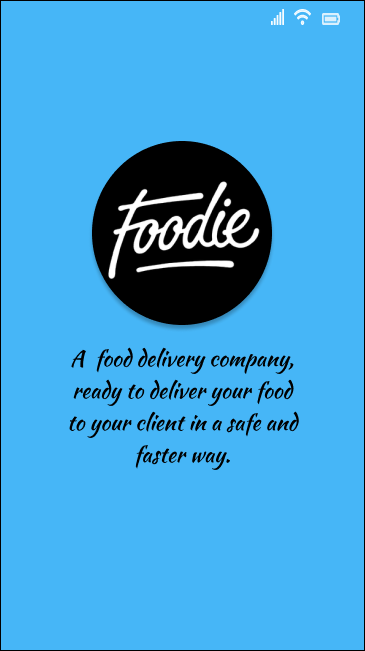 Foodie
A food delivery company,
ready to deliver your food
to your client in a safe and
faster way.